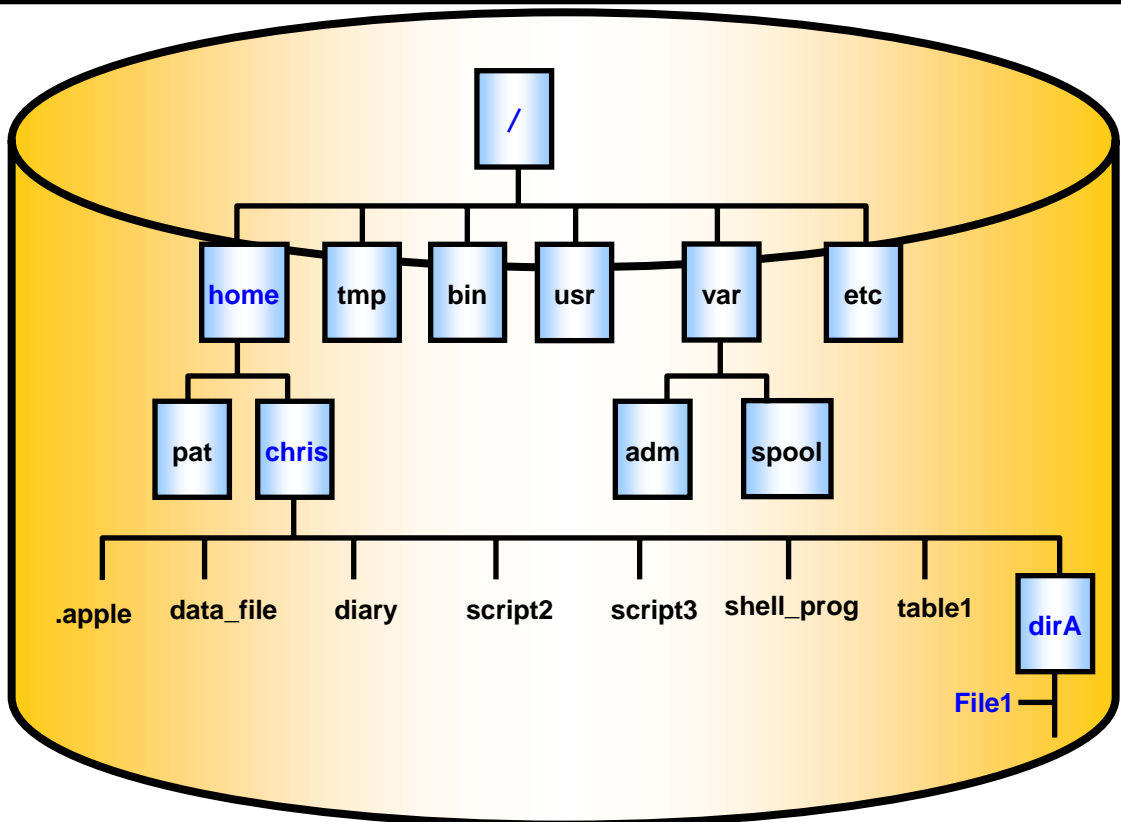 /
home tmp bin usr var etc
pat chris adm spool
.apple data_file diary script2 script3 shell_prog table1 dirA
File1